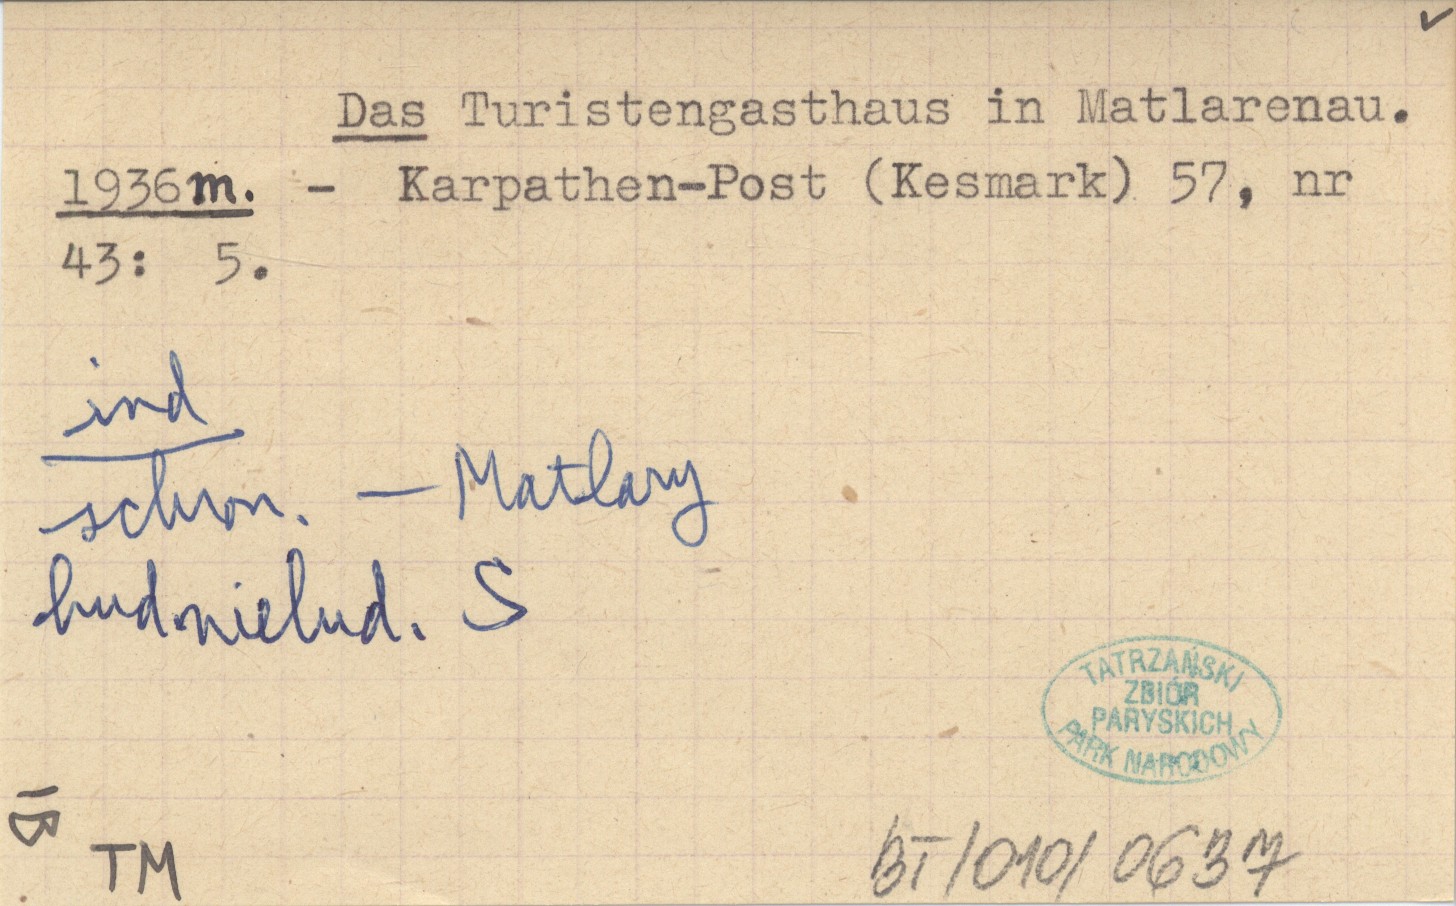 Das Turistengasthaus in Matlarenau.
1936m. - Karpathen-Post (Kesmark) 57, nr
43: 5.
ind
schron. — Matlary
bud.nielud. S
TATRZAŃSKI
ZBIÓR
PARYSKICH
PARK NARODOWY
TM
BT/010/0637